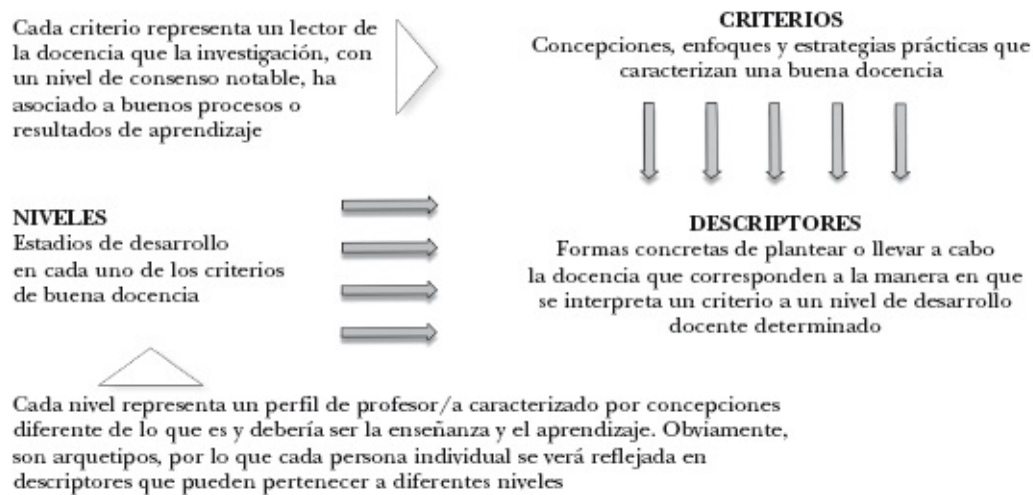 Cada criterio representa un lector de
la docencia que la investigación, con
un nivel de consenso notable, ha
asociado a buenos procesos o
resultados de aprendizaje
CRITERIOS
Concepciones, enfoques y estrategias prácticas que
caracterizan una buena docencia
NIVELES
Estadios de desarrollo
en cada uno de los criterios
de buena docencia
DESCRIPTORES
Formas concretas de plantear o llevar a cabo
la docencia que corresponden a la manera en que
se interpreta un criterio a un nivel de desarrollo
docente determinado
Cada nivel representa un perfil de profesor/a caracterizado por concepciones
diferente de lo que es y debería ser la enseñanza y el aprendizaje. Obviamente,
son arquetipos, por lo que cada persona individual se verá reflejada en
descriptores que pueden pertenecer a diferentes niveles